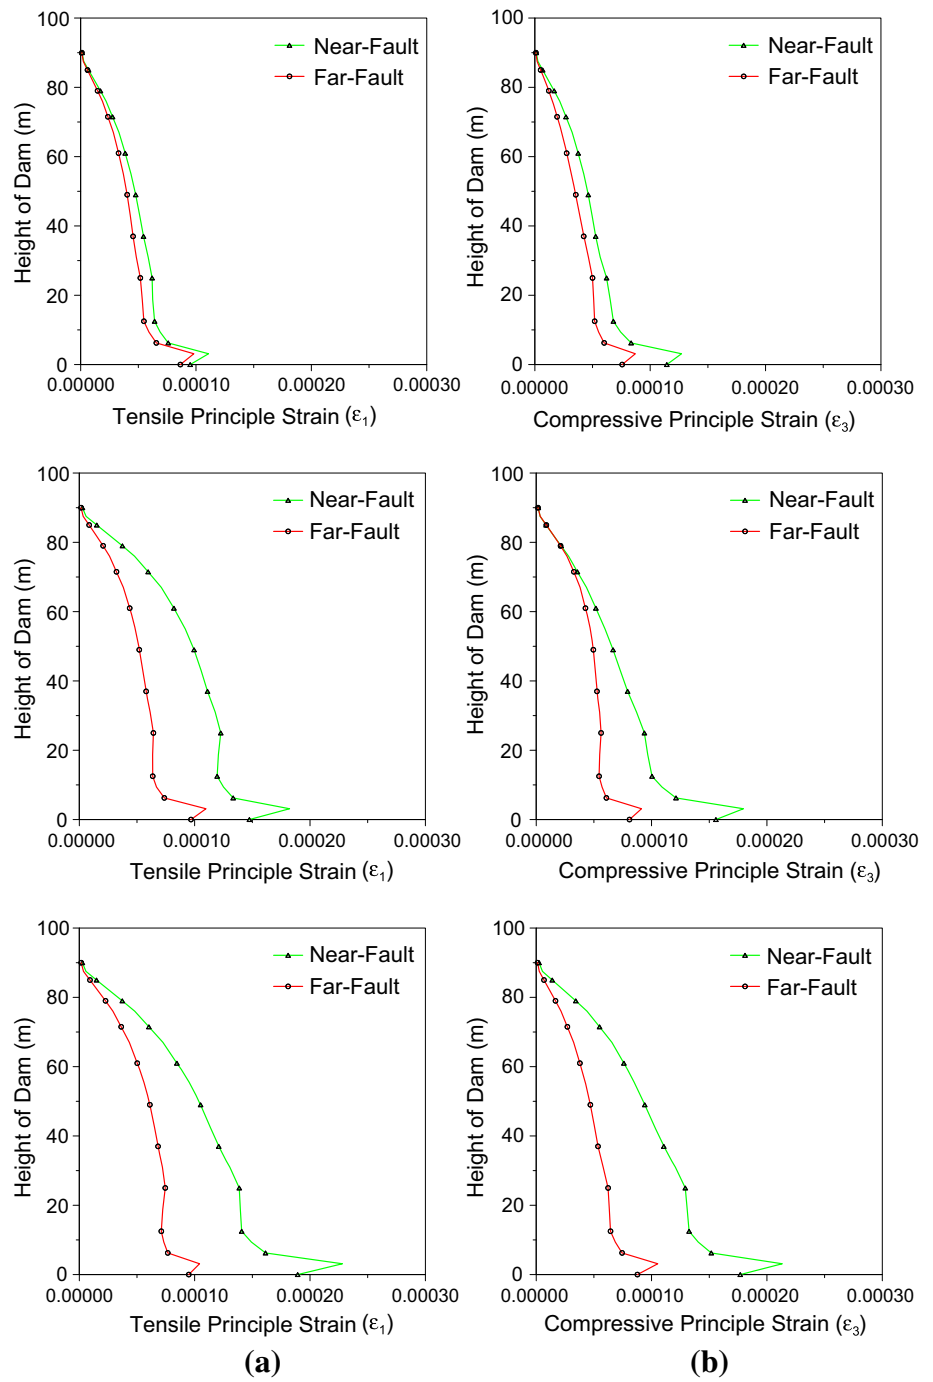 100
80
60
40
20
0
Height of Dam (m)
Near-Fault
Far-Fault
0.00000 0.00010 0.00020 0.00030
Tensile Principle Strain (ε₁)
100
80
60
40
20
0
Height of Dam (m)
Near-Fault
Far-Fault
0.00000 0.00010 0.00020 0.00030
Compressive Principle Strain (ε₃)
100
80
60
40
20
0
Height of Dam (m)
Near-Fault
Far-Fault
0.00000 0.00010 0.00020 0.00030
Tensile Principle Strain (ε₁)
100
80
60
40
20
0
Height of Dam (m)
Near-Fault
Far-Fault
0.00000 0.00010 0.00020 0.00030
Compressive Principle Strain (ε₃)
100
80
60
40
20
0
Height of Dam (m)
Near-Fault
Far-Fault
0.00000 0.00010 0.00020 0.00030
Tensile Principle Strain (ε₁)
100
80
60
40
20
0
Height of Dam (m)
Near-Fault
Far-Fault
0.00000 0.00010 0.00020 0.00030
Compressive Principle Strain (ε₃)
(a)
(b)